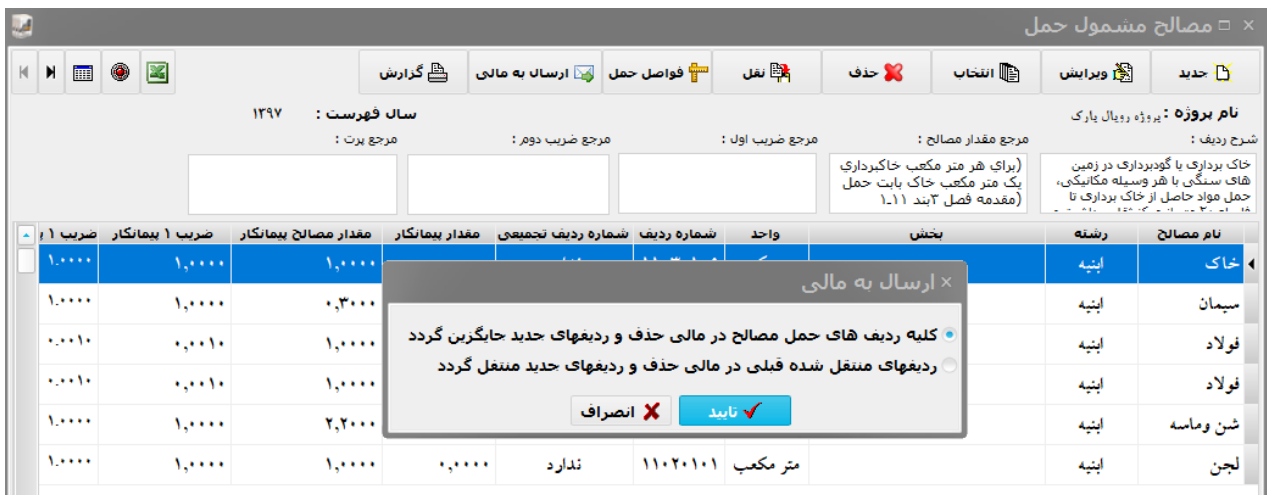 مصالح مشمول حمل
جدید ویرایش انتخاب حذف نقل فواصل حمل ارسال به مالی گزارش
نام پروژه : پروژه رویال پارک سال فهرست : ۱۳۹۷
شرح ردیف : مرجع مقدار مصالح : مرجع ضریب اول : مرجع ضریب دوم : مرجع پرت :
خاک برداری یا گودبرداری در زمین
های سنگی با هر وسیله مکانیکی،
حمل مواد حاصل از خاک برداری تا
(براي هر متر مکعب خاکبرداري
یک متر مکعب خاک بابت حمل
(مقدمه فصل ۳بند ۱۱ـ۱
نام مصالح رشته بخش واحد شماره ردیف شماره ردیف تجمیعی مقدار پیمانکار مقدار مصالح پیمانکار ضریب ۱ پیمانکار ضریب ۱
خاک ابنیه ۱,۰۰۰۰ ۱,۰۰۰۰ ۱.۰۰۰۰
سیمان ابنیه ۰,۳۰۰۰ ۱,۰۰۰۰ ۱.۰۰۰۰
فولاد ابنیه ۱,۰۰۰۰ ۰,۰۰۱۰ ۰.۰۰۱۰
فولاد ابنیه ۱,۰۰۰۰ ۰,۰۰۱۰ ۰.۰۰۱۰
شن وماسه ابنیه ۲,۲۰۰۰ ۱,۰۰۰۰ ۱.۰۰۰۰
لجن ابنیه متر مکعب ۱۱۰۲۰۱۰۱ ندارد ۰,۰۰۰۰ ۱,۰۰۰۰ ۱,۰۰۰۰ ۱.۰۰۰۰
ارسال به مالی
کلیه ردیف های حمل مصالح در مالی حذف و ردیفهای جدید جایگزین گردد
ردیفهای منتقل شده قبلی در مالی حذف و ردیفهای جدید منتقل گردد
تایید انصراف